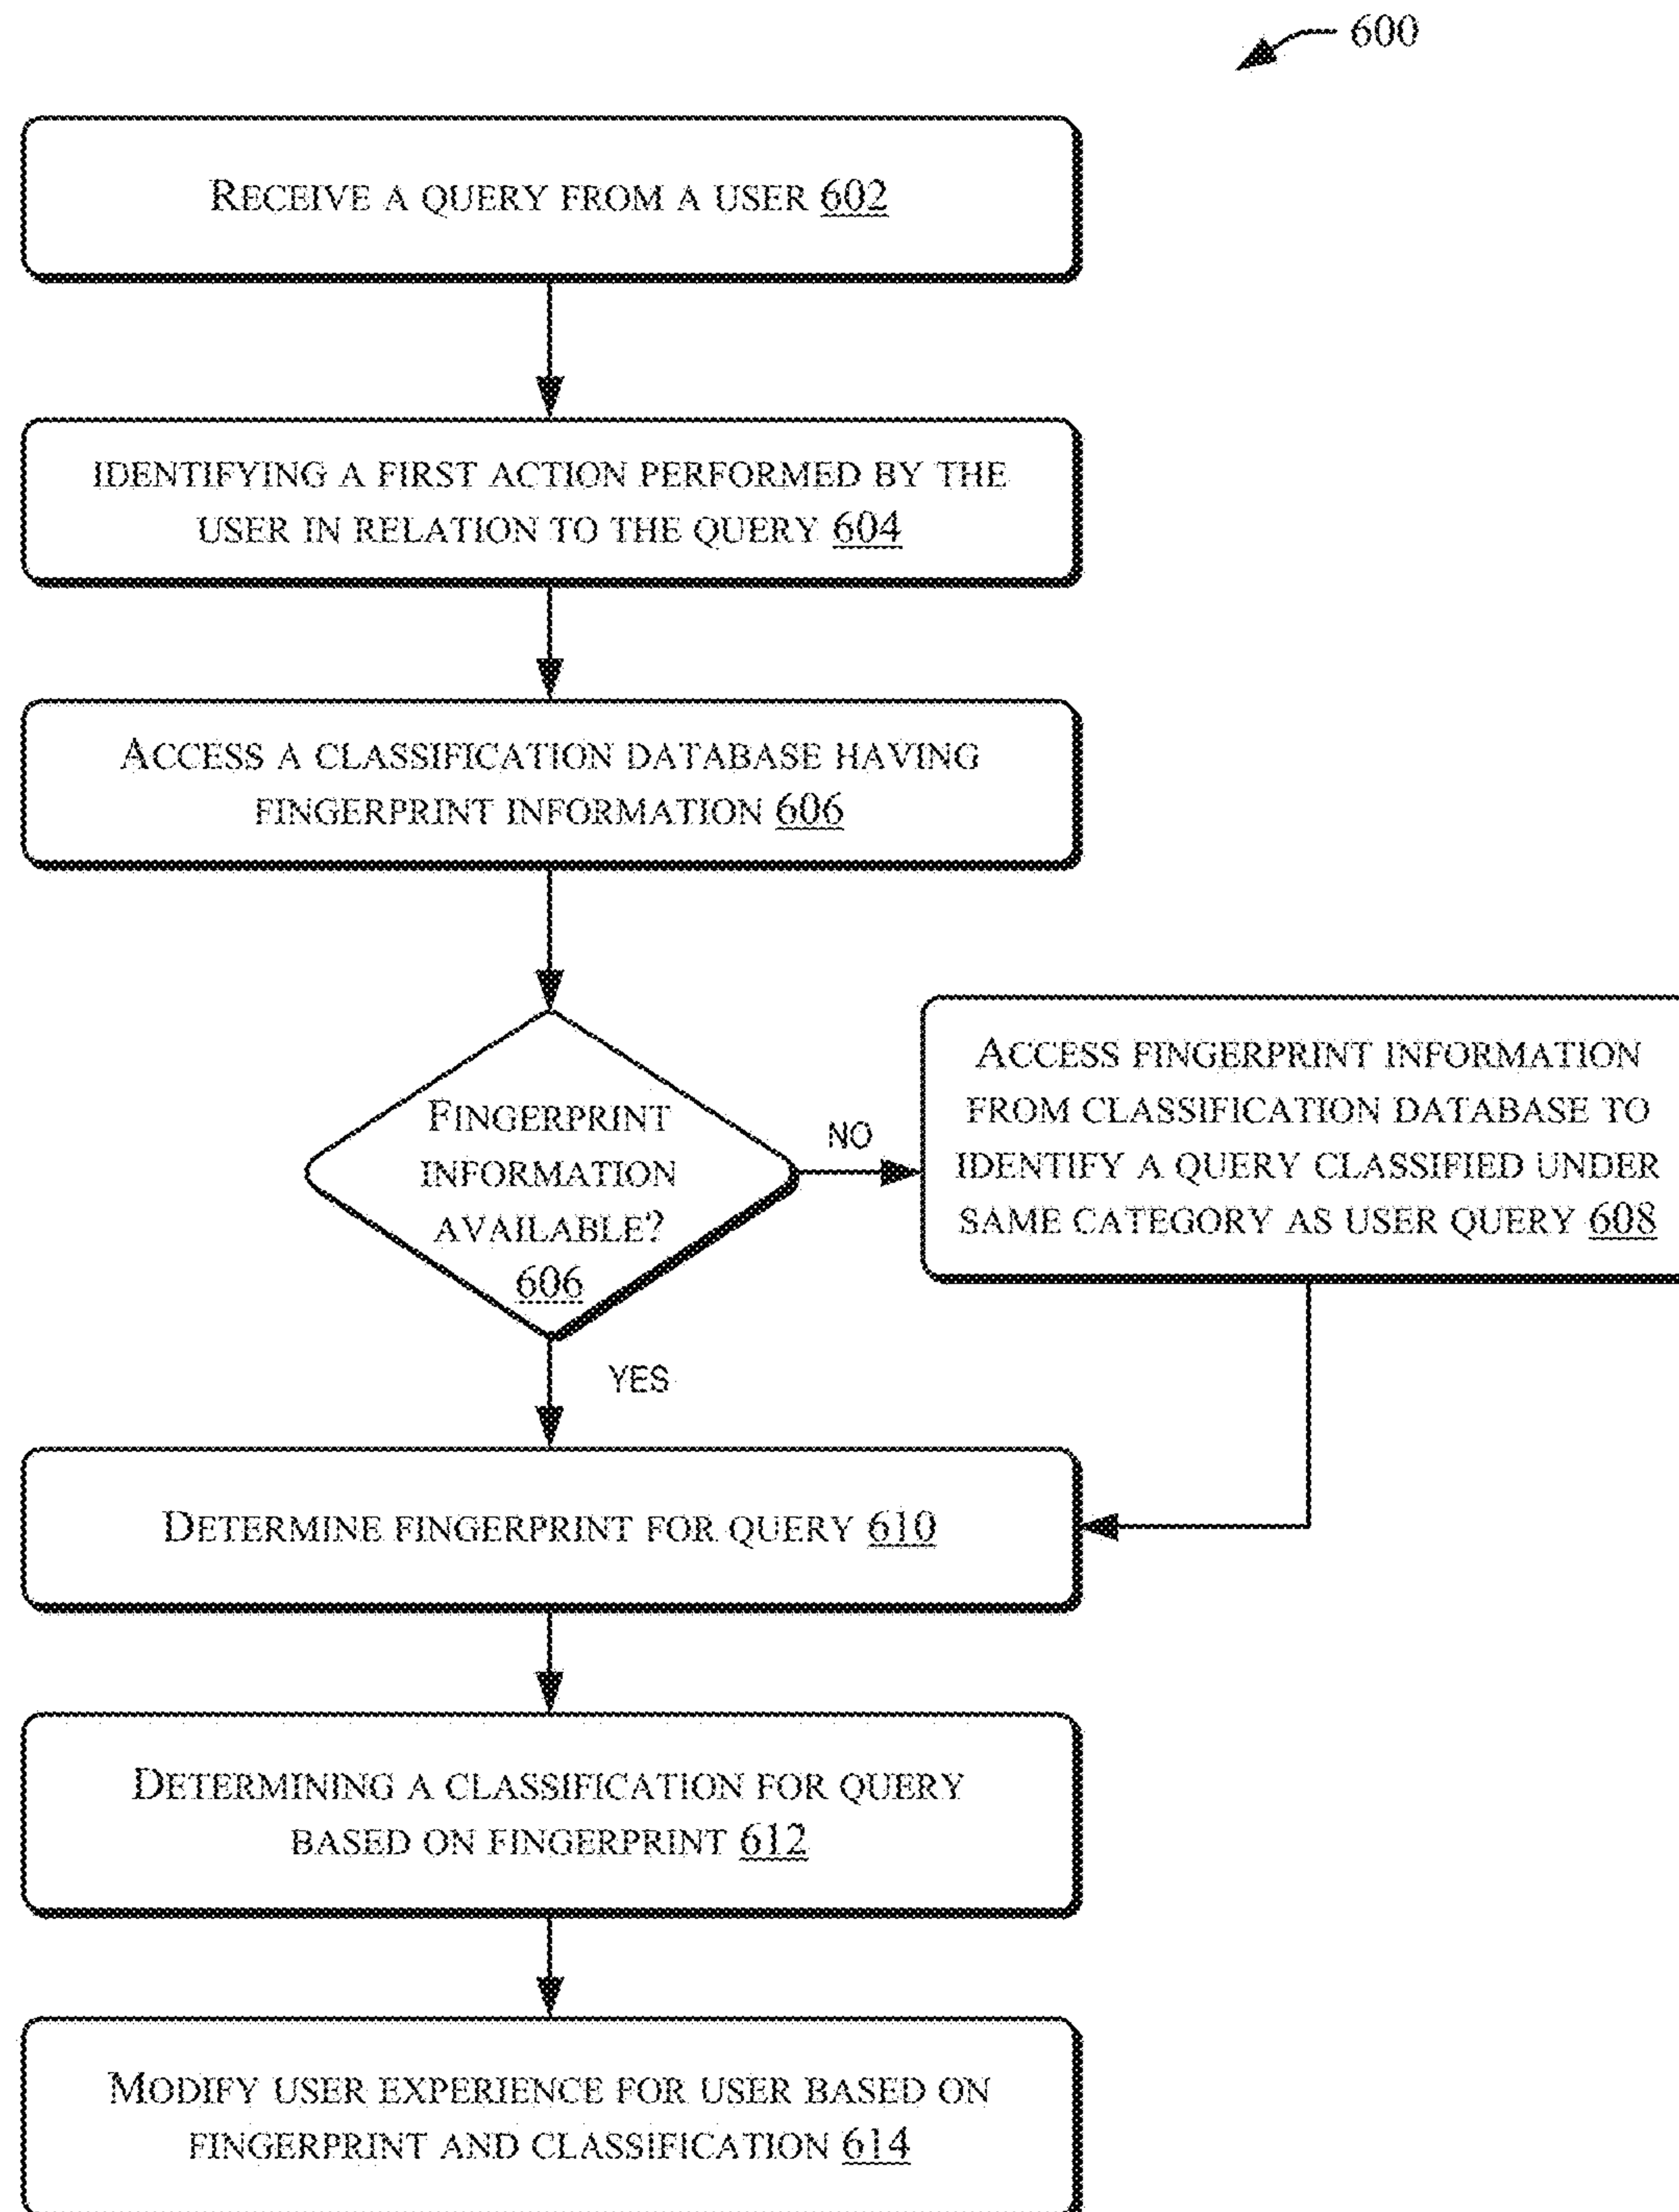 600
RECEIVE A QUERY FROM A USER 602
IDENTIFYING A FIRST ACTION PERFORMED BY THE
USER IN RELATION TO THE QUERY 604
ACCESS A CLASSIFICATION DATABASE HAVING
FINGERPRINT INFORMATION 606
FINGERPRINT
INFORMATION
AVAILABLE?
606
NO
ACCESS FINGERPRINT INFORMATION
FROM CLASSIFICATION DATABASE TO
IDENTIFY A QUERY CLASSIFIED UNDER
SAME CATEGORY AS USER QUERY 608
YES
DETERMINE FINGERPRINT FOR QUERY 610
DETERMINING A CLASSIFICATION FOR QUERY
BASED ON FINGERPRINT 612
MODIFY USER EXPERIENCE FOR USER BASED ON
FINGERPRINT AND CLASSIFICATION 614